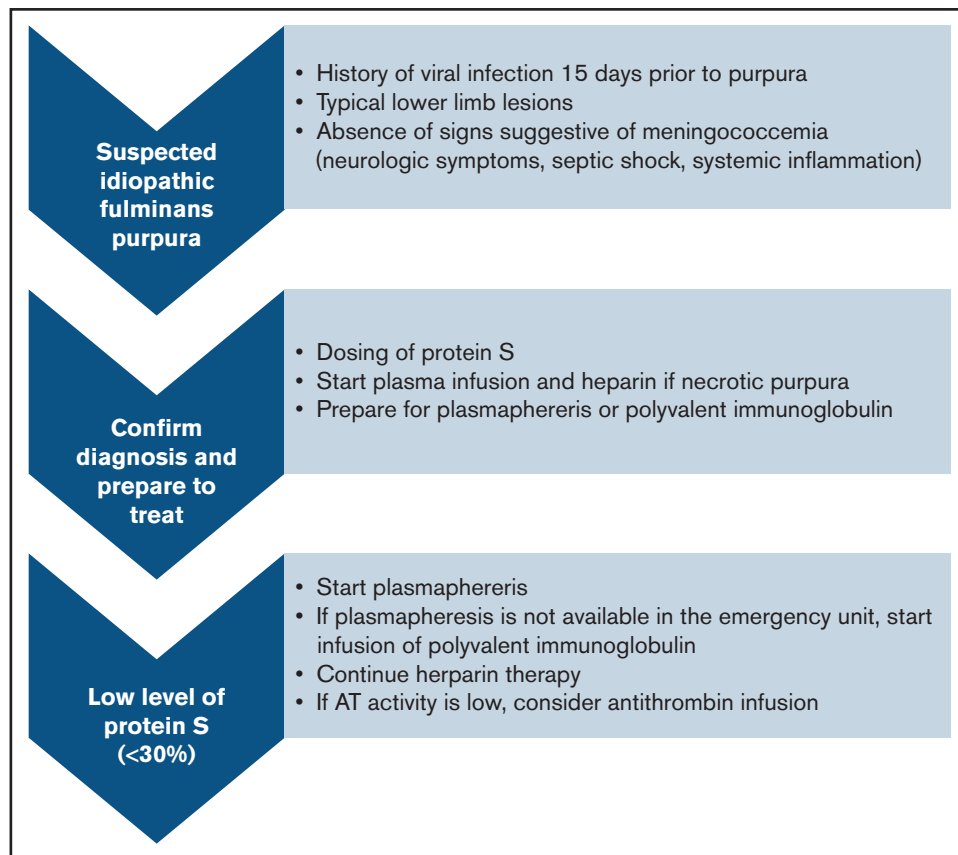 Suspected
idiopathic
fulminans
purpura
• History of viral infection 15 days prior to purpura
• Typical lower limb lesions
• Absence of signs suggestive of meningococcemia
(neurologic symptoms, septic shock, systemic inflammation)
Confirm
diagnosis and
prepare to
treat
• Dosing of protein S
• Start plasma infusion and heparin if necrotic purpura
• Prepare for plasmaphereris or polyvalent immunoglobulin
Low level of
protein S
(<30%)
• Start plasmaphereris
• If plasmapheresis is not available in the emergency unit, start
infusion of polyvalent immunoglobulin
• Continue herparin therapy
• If AT activity is low, consider antithrombin infusion